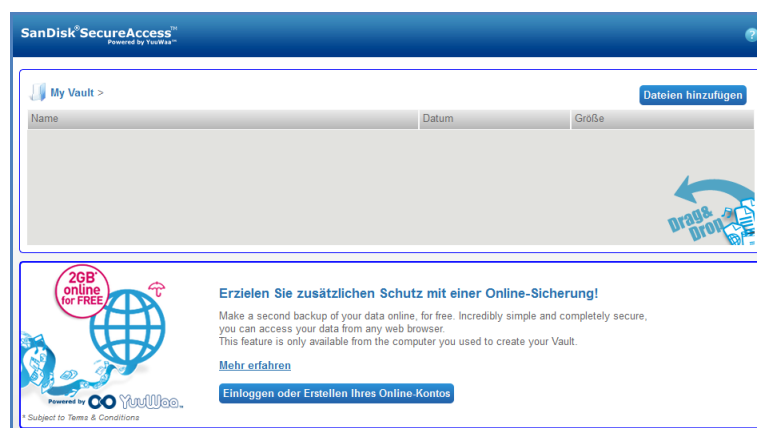 SanDisk®SecureAccess™
Powered by YuuWaa™
?
My Vault >
Dateien hinzufügen
Name Datum Größe
Drag&
Drop
2GB*
online
for FREE
Erzielen Sie zusätzlichen Schutz mit einer Online-Sicherung!
Make a second backup of your data online, for free. Incredibly simple and completely secure,
you can access your data from any web browser.
This feature is only available from the computer you used to create your Vault.
Mehr erfahren
Einloggen oder Erstellen Ihres Online-Kontos
Powered by YuuWaa.
* Subject to Terms & Conditions